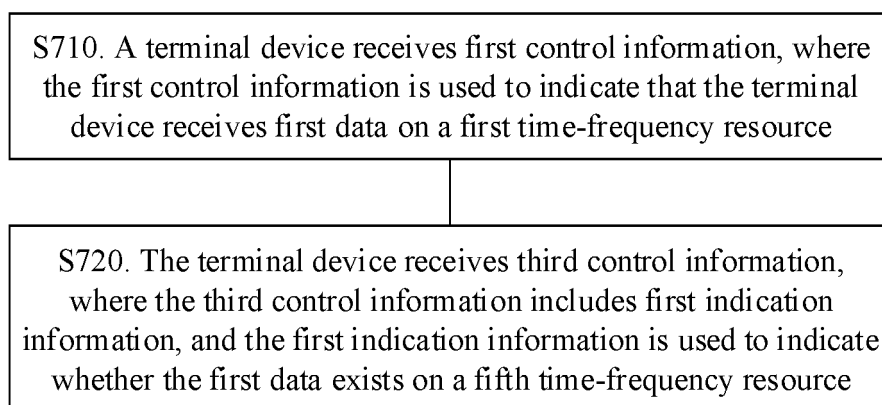 S710. A terminal device receives first control information, where
the first control information is used to indicate that the terminal
device receives first data on a first time-frequency resource
S720. The terminal device receives third control information,
where the third control information includes first indication
information, and the first indication information is used to indicate
whether the first data exists on a fifth time-frequency resource